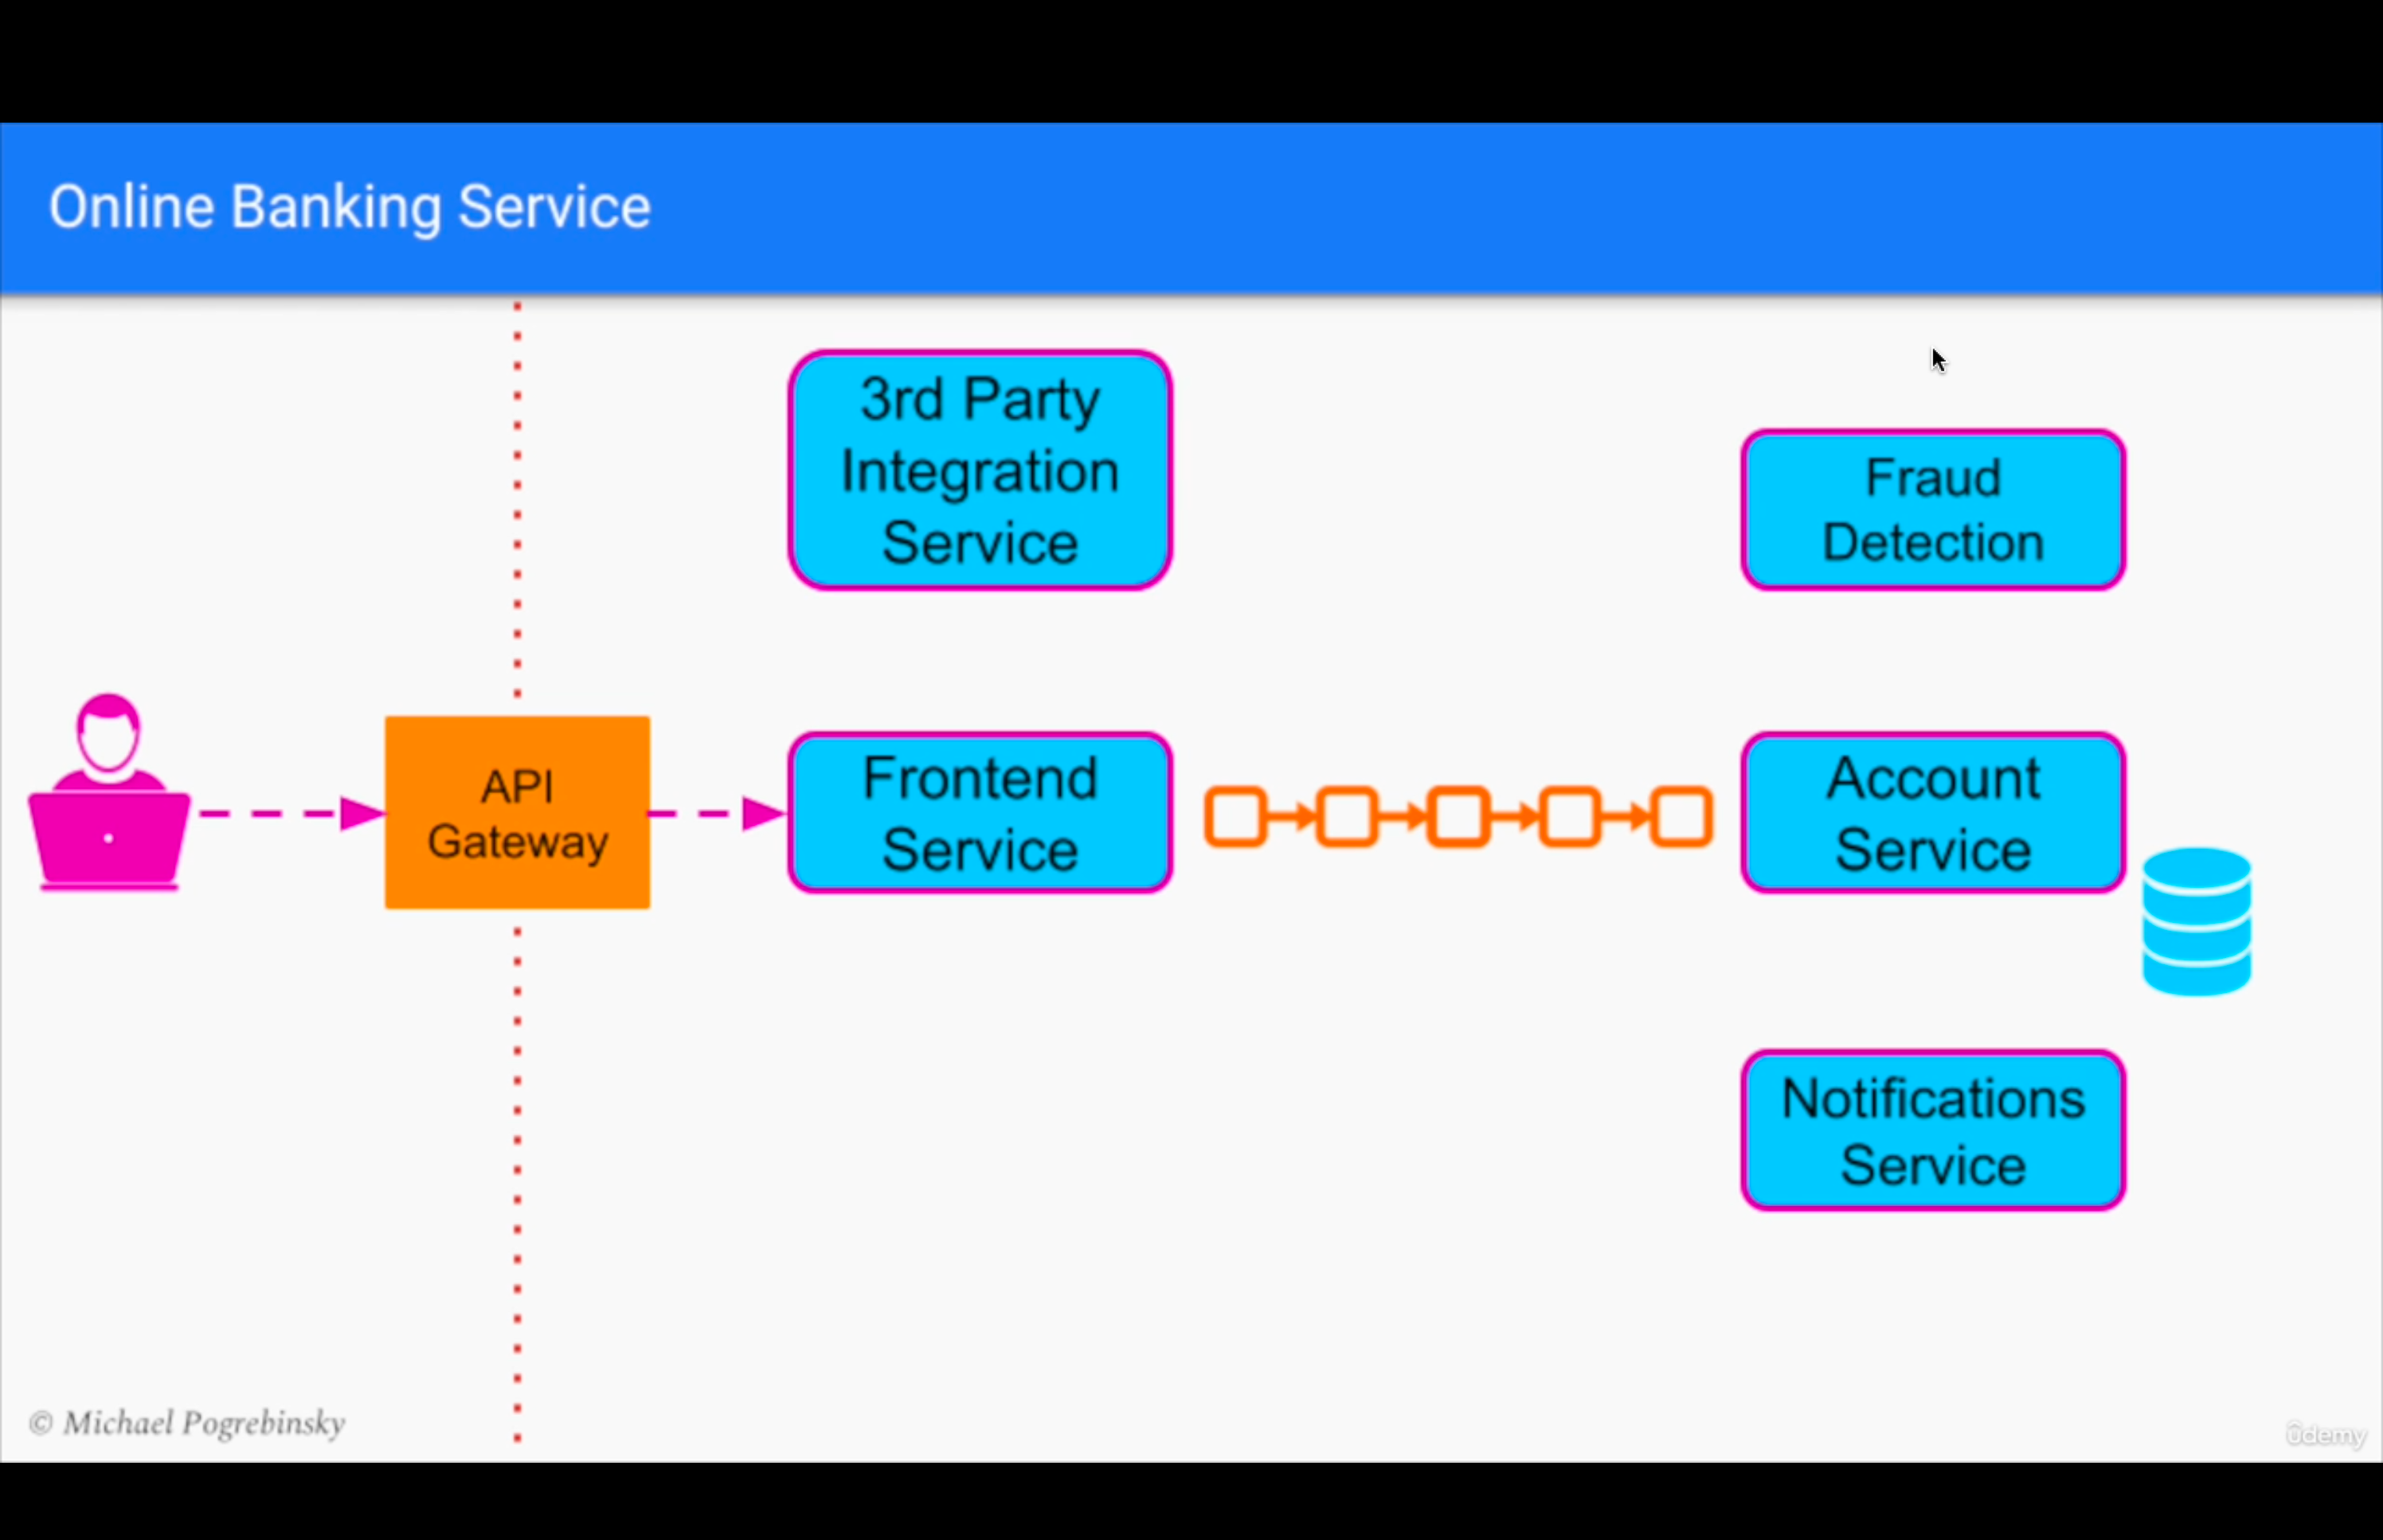 Online Banking Service
3rd Party
Integration
Service
Fraud
Detection
API
Gateway
Frontend
Service
Account
Service
Notifications
Service
© Michael Pogrebinsky
ûdemy